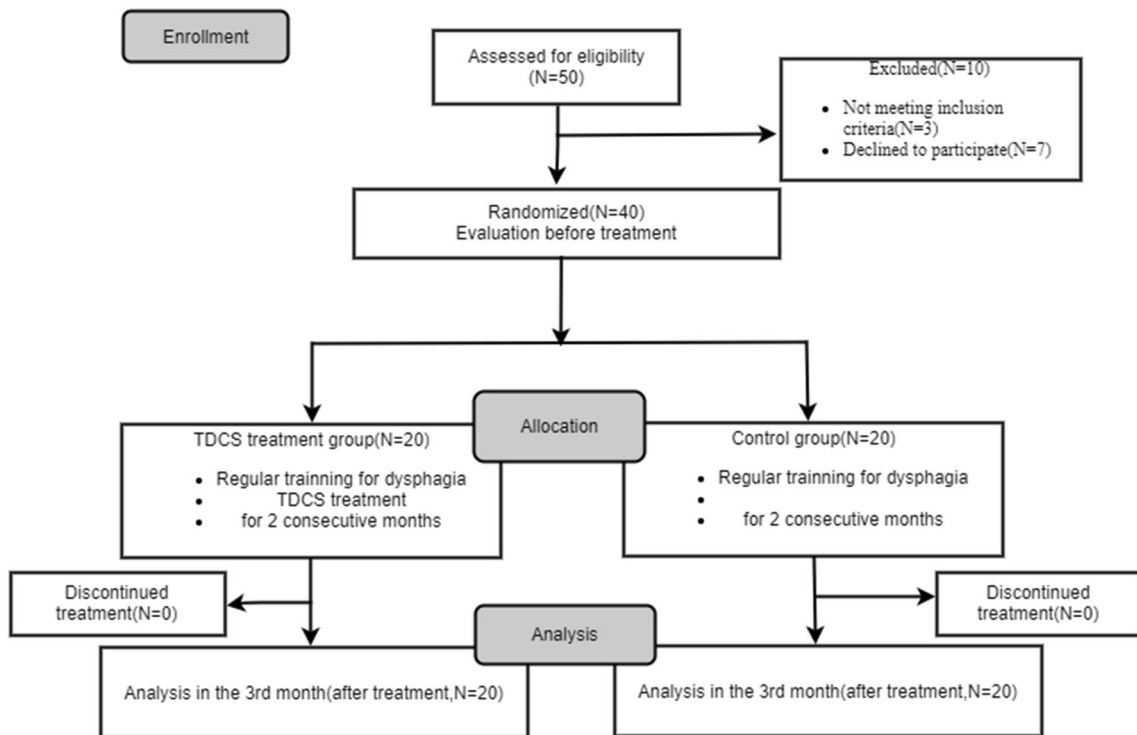 Enrollment
Assessed for eligibility
(N=50)
Excluded(N=10)
• Not meeting inclusion
criteria(N=3)
• Declined to participate(N=7)
Randomized(N=40)
Evaluation before treatment
Allocation
TDCS treatment group(N=20)
• Regular trainning for dysphagia
• TDCS treatment
• for 2 consecutive months
Control group(N=20)
• Regular trainning for dysphagia
•
• for 2 consecutive months
Discontinued
treatment(N=0)
Discontinued
treatment(N=0)
Analysis
Analysis in the 3rd month(after treatment,N=20)
Analysis in the 3rd month(after treatment,N=20)